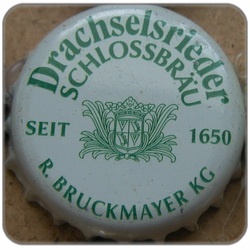 Drachselsrieder
SCHLOSSBRÄU
SEIT 1650
R. BRUCKMAYER KG